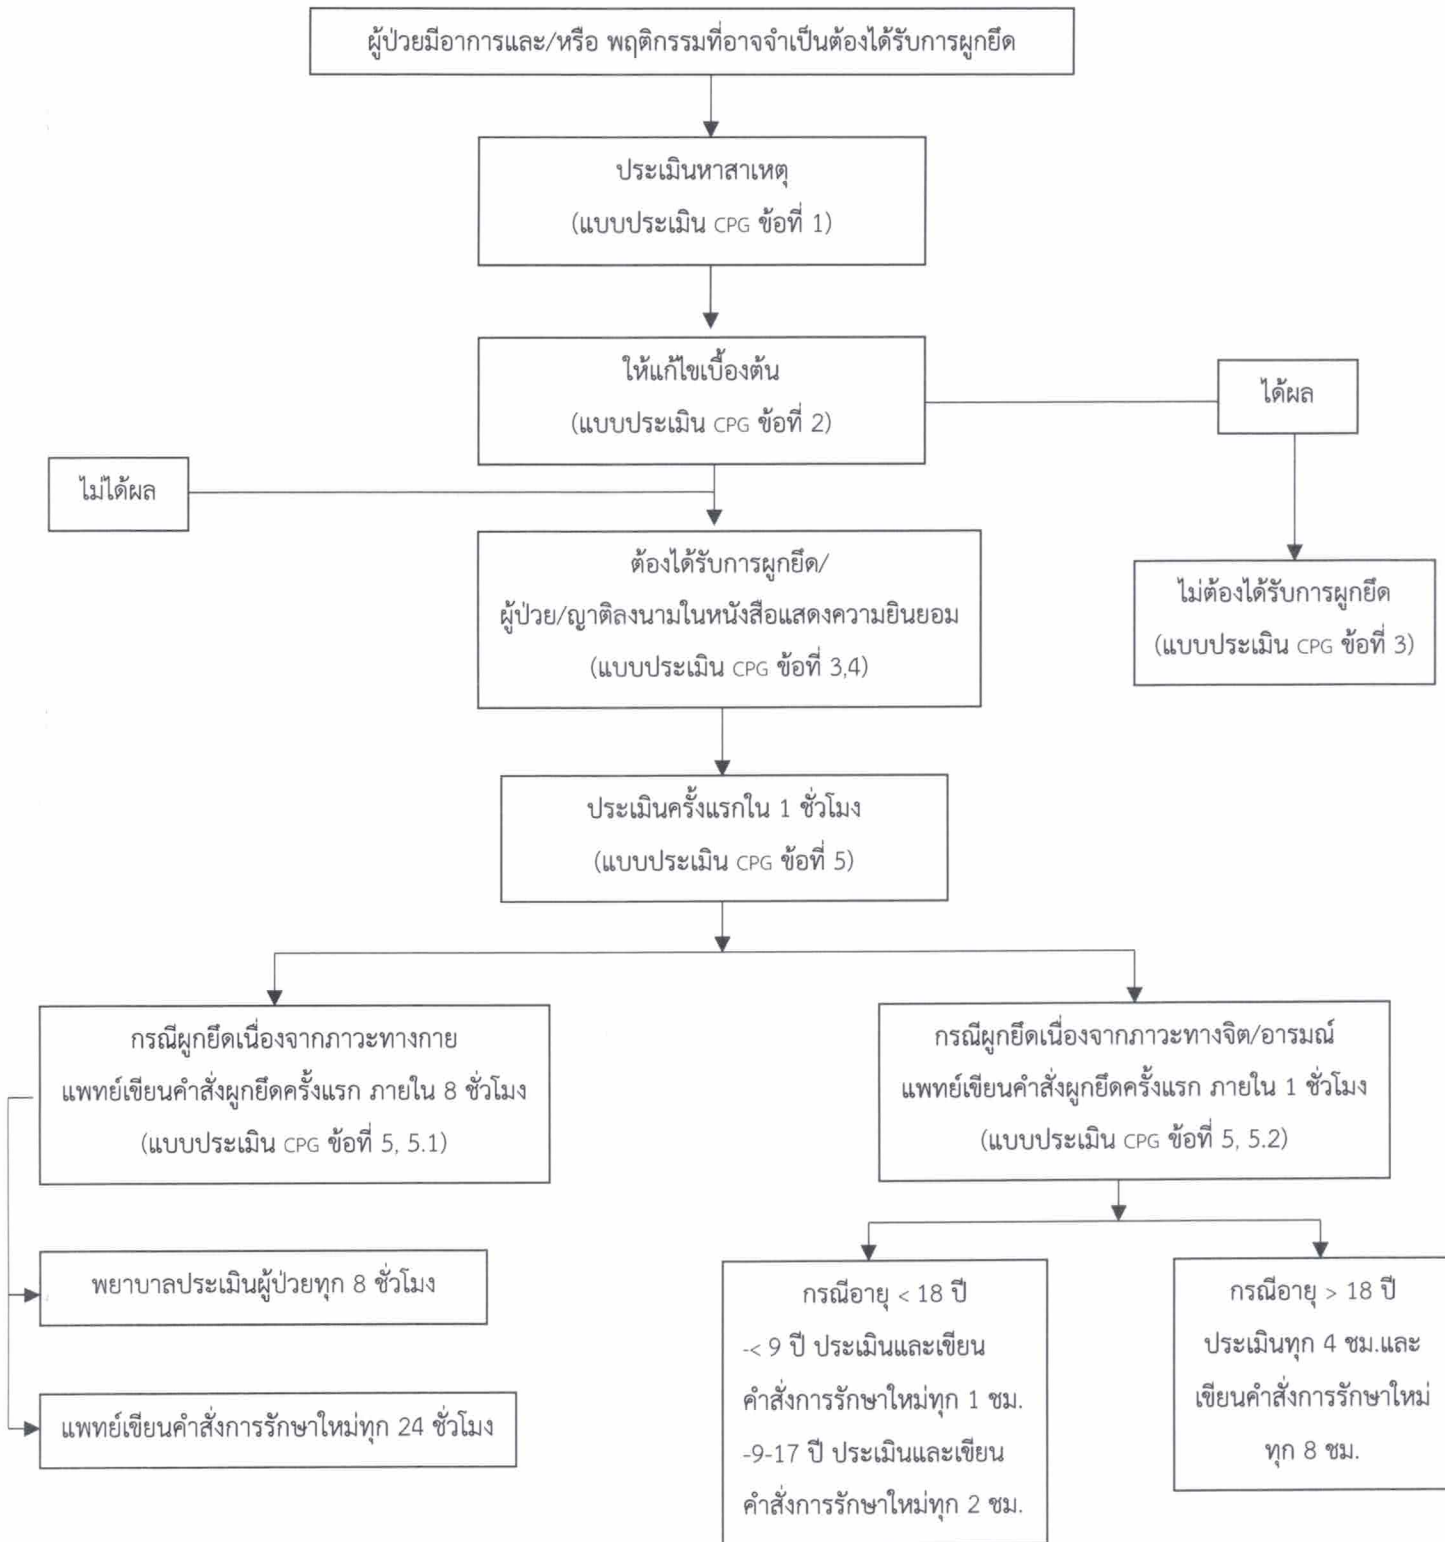 ผู้ป่วยมีอาการและ/หรือ พฤติกรรมที่อาจจำเป็นต้องได้รับการผูกยึด
ประเมินหาสาเหตุ
(แบบประเมิน CPG ข้อที่ 1)
ให้แก้ไขเบื้องต้น
(แบบประเมิน CPG ข้อที่ 2)
ได้ผล
ไม่ได้ผล
ต้องได้รับการผูกยึด/
ผู้ป่วย/ญาติลงนามในหนังสือแสดงความยินยอม
(แบบประเมิน CPG ข้อที่ 3,4)
ไม่ต้องได้รับการผูกยึด
(แบบประเมิน CPG ข้อที่ 3)
ประเมินครั้งแรกใน 1 ชั่วโมง
(แบบประเมิน CPG ข้อที่ 5)
กรณีผูกยึดเนื่องจากภาวะทางกาย
แพทย์เขียนคำสั่งผูกยึดครั้งแรก ภายใน 8 ชั่วโมง
(แบบประเมิน CPG ข้อที่ 5, 5.1)
กรณีผูกยึดเนื่องจากภาวะทางจิต/อารมณ์
แพทย์เขียนคำสั่งผูกยึดครั้งแรก ภายใน 1 ชั่วโมง
(แบบประเมิน CPG ข้อที่ 5, 5.2)
พยาบาลประเมินผู้ป่วยทุก 8 ชั่วโมง
แพทย์เขียนคำสั่งการรักษาใหม่ทุก 24 ชั่วโมง
กรณีอายุ < 18 ปี
-< 9 ปี ประเมินและเขียน
คำสั่งการรักษาใหม่ทุก 1 ชม.
-9-17 ปี ประเมินและเขียน
คำสั่งการรักษาใหม่ทุก 2 ชม.
กรณีอายุ > 18 ปี
ประเมินทุก 4 ชม.และ
เขียนคำสั่งการรักษาใหม่
ทุก 8 ชม.